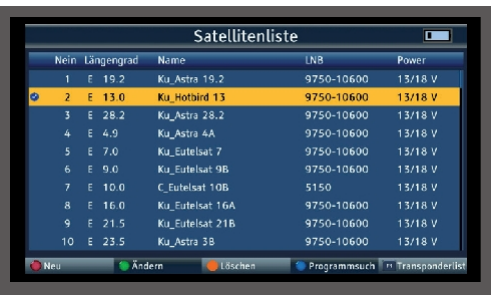 Satellitenliste
Nein Längengrad Name LNB Power
1 E 19.2 Ku_Astra 19.2 9750-10600 13/18 V
2 E 13.0 Ku_Hotbird 13 9750-10600 13/18 V
3 E 28.2 Ku_Astra 28.2 9750-10600 13/18 V
4 E 4.9 Ku_Astra 4A 9750-10600 13/18 V
5 E 7.0 Ku_Eutelsat 7 9750-10600 13/18 V
6 E 9.0 Ku_Eutelsat 9B 9750-10600 13/18 V
7 E 10.0 C_Eutelsat 10B 5150 13/18 V
8 E 16.0 Ku_Eutelsat 16A 9750-10600 13/18 V
9 E 21.5 Ku_Eutelsat 21B 9750-10600 13/18 V
10 E 23.5 Ku_Astra 3B 9750-10600 13/18 V
Neu Ändern Löschen Programmsuch Transponderlist